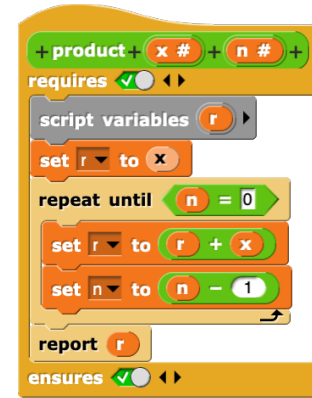 + product + x # + n # +
requires
script variables r
set r to x
repeat until n = 0
set r to r + x
set n to n − 1
report r
ensures